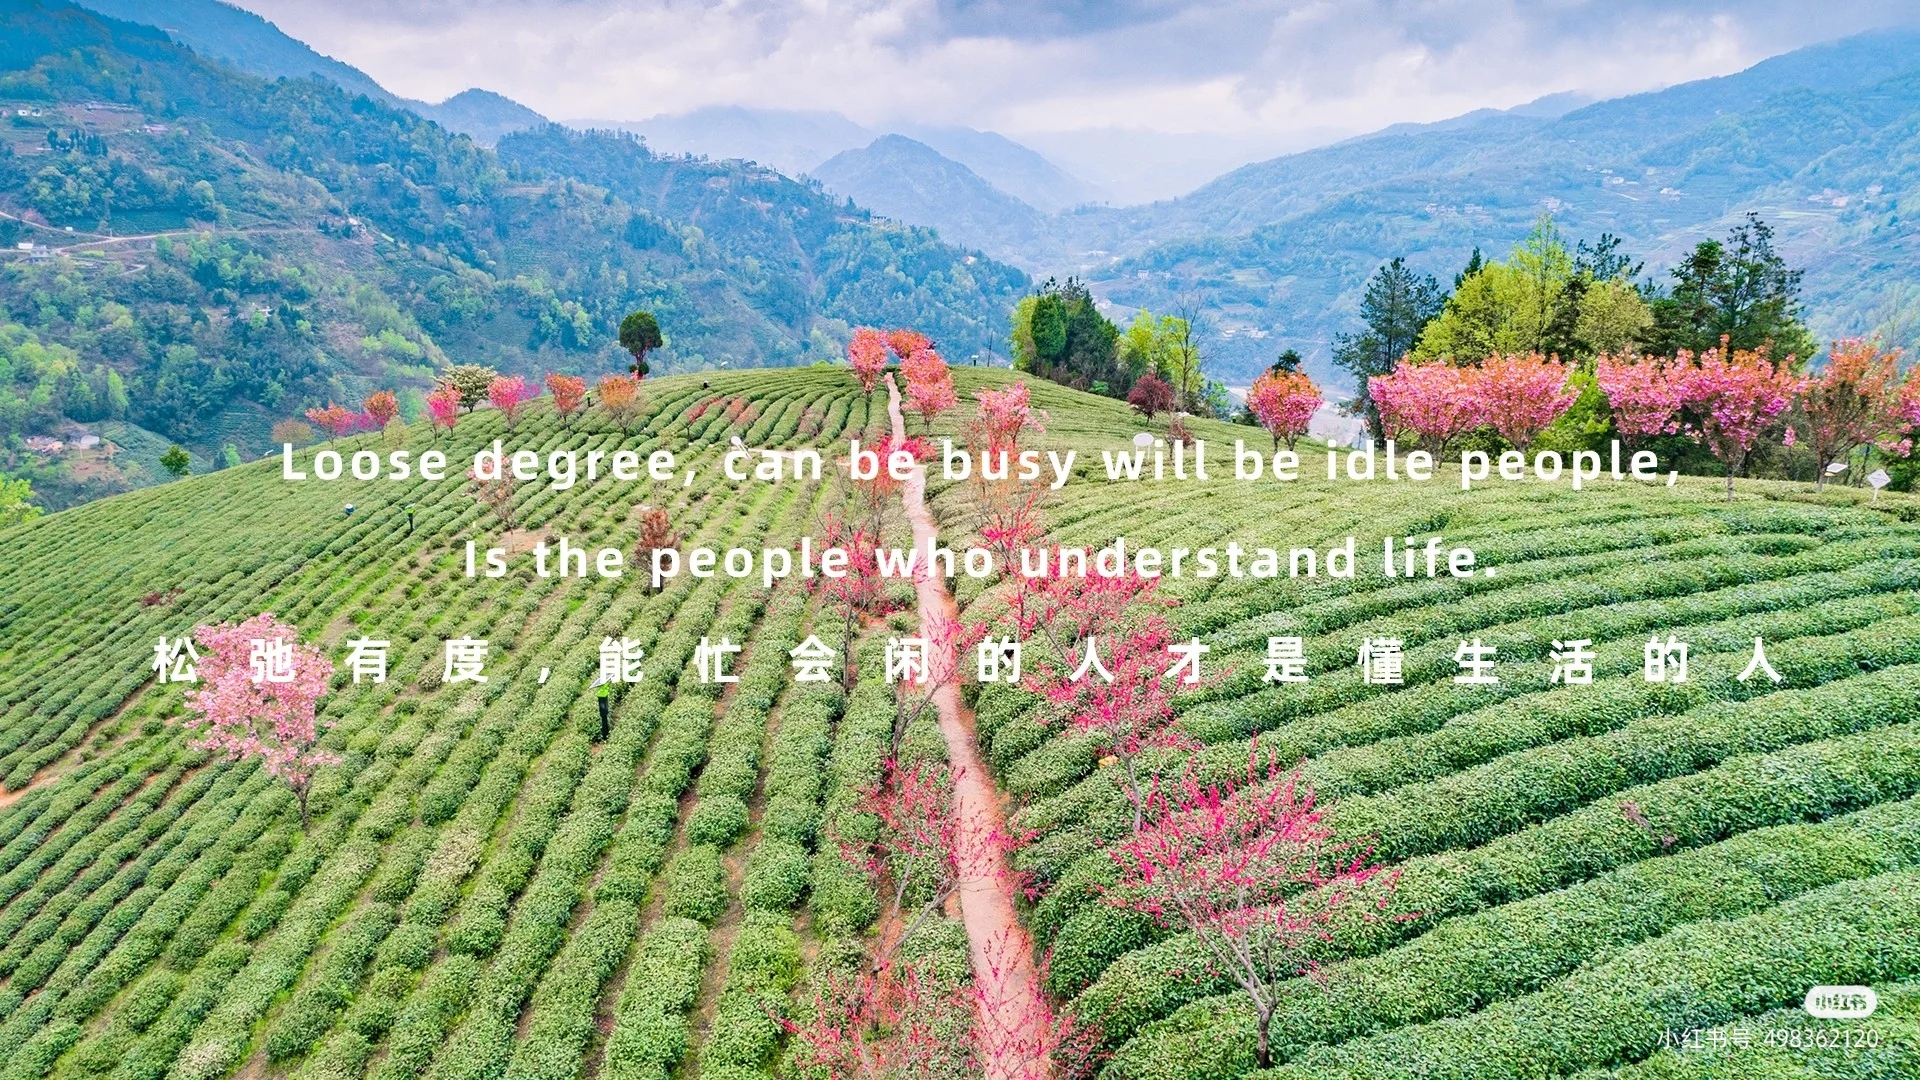 Loose degree, can be busy will be idle people,
Is the people who understand life.
松弛有度,能忙会闲的人才是懂生活的人
小红书
小红书号 498362120